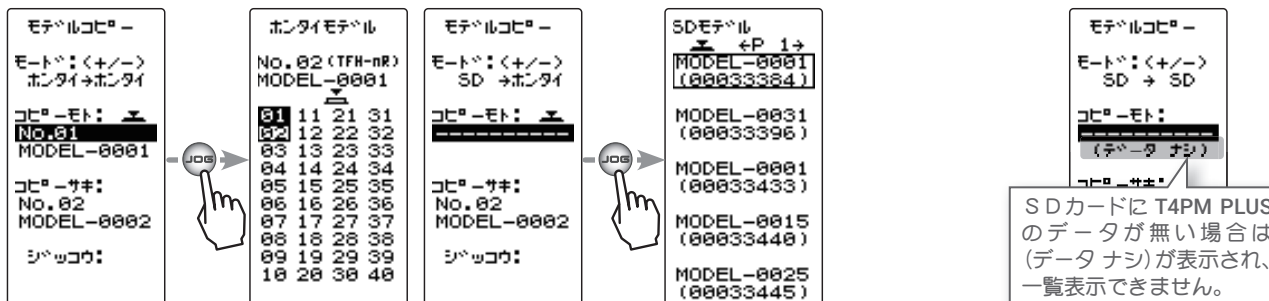 モデルコピー
モード:(+/-)
ホンタイ→ホンタイ
コピーモト:
No.01
MODEL-0001
コピーサキ:
No.02
MODEL-0002
ジッコウ:
JOG
ホンタイモデル
No.02(TFH-nR)
MODEL-0001
01 11 21 31
02 12 22 32
03 13 23 33
04 14 24 34
05 15 25 35
06 16 26 36
07 17 27 37
08 18 28 38
09 19 29 39
10 20 30 40
モデルコピー
モード:(+/-)
SD →ホンタイ
コピーモト:
-----------
コピーサキ:
No.02
MODEL-0002
ジッコウ:
JOG
SDモデル
←P 1→
MODEL-0001
(00033384)
MODEL-0031
(00033396)
MODEL-0001
(00033433)
MODEL-0015
(00033440)
MODEL-0025
(00033445)
モデルコピー
モード:(+/-)
SD → SD
コピーモト:
-----------
(データ ナシ)
コピーサキ:
SDカードに T4PM PLUS
のデータが無い場合は
(データ ナシ)が表示され、
一覧表示できません。